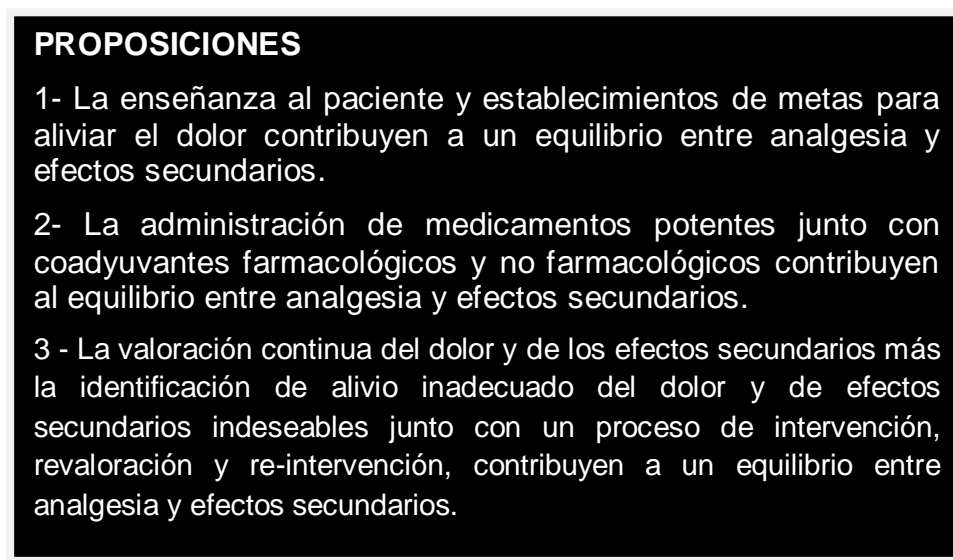 PROPOSICIONES
1- La enseñanza al paciente y establecimientos de metas para
aliviar el dolor contribuyen a un equilibrio entre analgesia y
efectos secundarios.
2- La administración de medicamentos potentes junto con
coadyuvantes farmacológicos y no farmacológicos contribuyen
al equilibrio entre analgesia y efectos secundarios.
3 - La valoración continua del dolor y de los efectos secundarios más
la identificación de alivio inadecuado del dolor y de efectos
secundarios indeseables junto con un proceso de intervención,
revaloración y re-intervención, contribuyen a un equilibrio entre
analgesia y efectos secundarios.